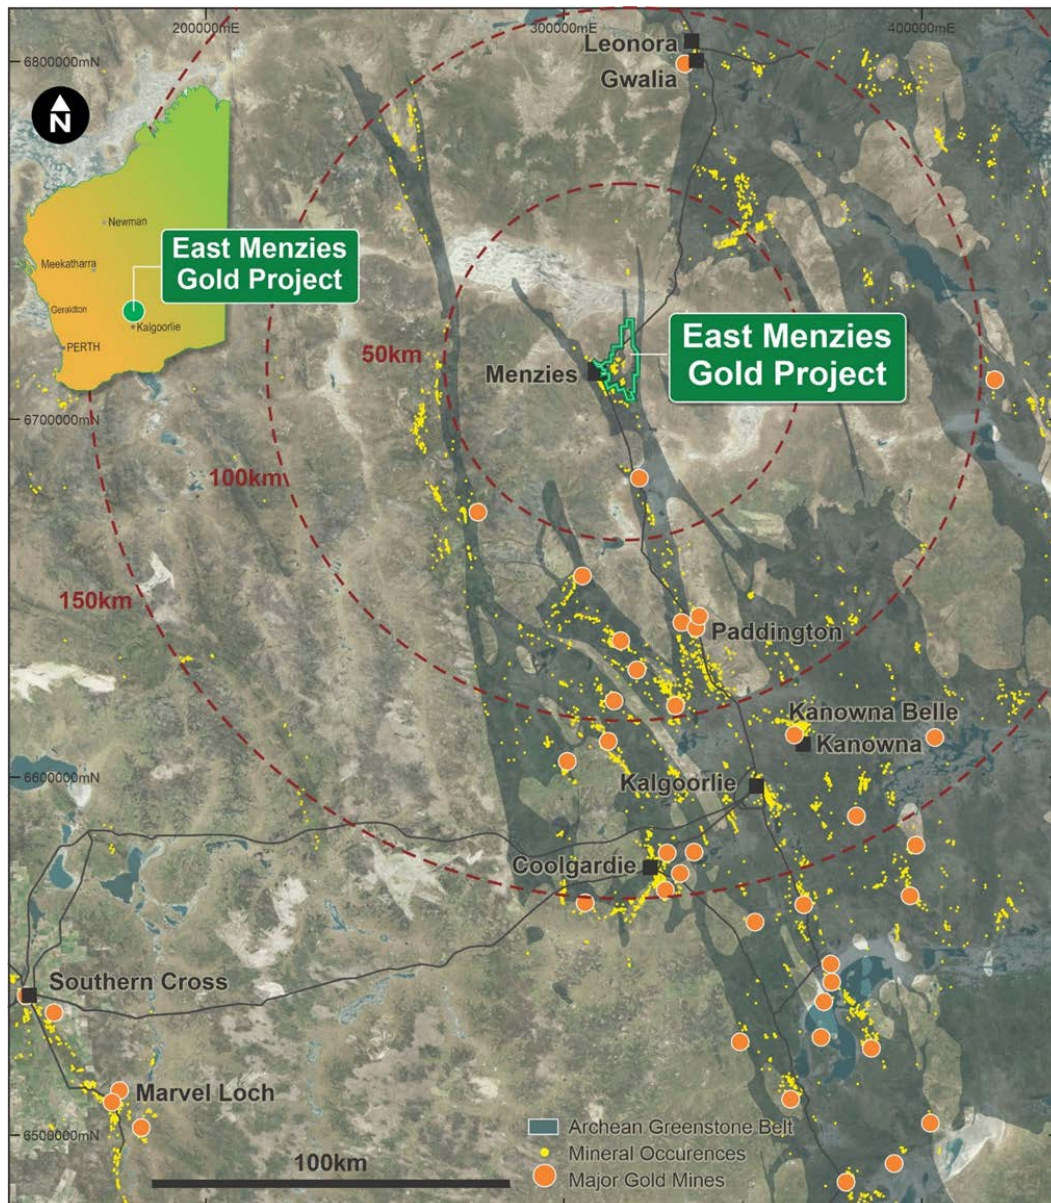 200000mE
300000mE
400000mE
Leonora
Gwalia
6800000mN
N
Newman
East Menzies
Gold Project
Meekatharra
Geraldton
Kalgoorlie
PERTH
East Menzies
Gold Project
50km
Menzies
6700000mN
100km
150km
Paddington
Kanowna Belle
Kanowna
Kalgoorlie
6600000mN
Coolgardie
Southern Cross
Marvel Loch
Archean Greenstone Belt
6500000mN
Mineral Occurences
100km
Major Gold Mines